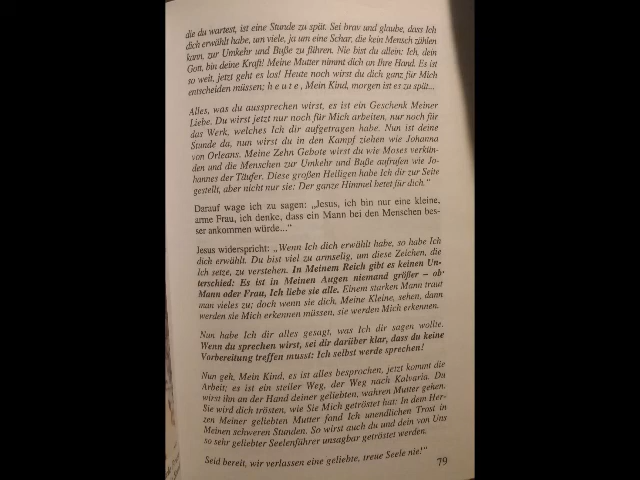 die du wartest, ist eine Stunde zu spät. Sei brav und glaube, dass Ich
dich erwählt habe, um viele, ja um eine Schar, die kein Mensch zählen
kann, zur Umkehr und Buße zu führen. Nie bist du allein: Ich, dein
Gott, bin deine Kraft! Meine Mutter nimmt dich an Ihre Hand. Es ist
so weit, jetzt geht es los! Heute noch wirst du dich ganz für Mich
entscheiden müssen; h e u t e , Mein Kind, morgen ist es zu spät...
Alles, was du aussprechen wirst, es ist ein Geschenk Meiner
Liebe. Du wirst jetzt nur noch für Mich arbeiten, nur noch für
das Werk, welches Ich dir aufgetragen habe. Nun ist deine
Stunde da, nun wirst du in den Kampf ziehen wie Johanna
von Orleans. Meine Zehn Gebote wirst du wie Moses verkün-
den und die Menschen zur Umkehr und Buße aufrufen wie Jo-
hannes der Täufer. Diese großen Heiligen habe Ich dir zur Seite
gestellt, aber nicht nur sie: Der ganze Himmel betet für dich."
Darauf wage ich zu sagen: „Jesus, ich bin nur eine kleine,
arme Frau, ich denke, dass ein Mann bei den Menschen bes-
ser ankommen würde..."
Jesus widerspricht: „Wenn Ich dich erwählt habe, so habe Ich
dich erwählt. Du bist viel zu armselig, um diese Zeichen, die
Ich setze, zu verstehen. In Meinem Reich gibt es keinen Un-
terschied: Es ist in Meinen Augen niemand größer – ob
Mann oder Frau, Ich liebe sie alle. Einem starken Mann traut
man vieles zu; doch wenn sie dich, Meine Kleine, sehen, dann
werden sie Mich erkennen müssen, sie werden Mich erkennen.
Nun habe Ich dir alles gesagt, was Ich dir sagen wollte.
Wenn du sprechen wirst, sei dir darüber klar, dass du keine
Vorbereitung treffen musst: Ich selbst werde sprechen!
Nun geh, Mein Kind, es ist alles besprochen, jetzt kommt die
Arbeit; es ist ein steiler Weg, der Weg nach Kalvaria. Du
wirst ihn an der Hand deiner geliebten, wahren Mutter gehen.
Sie wird dich trösten, wie Sie Mich getröstet hat: In dem Her-
zen Meiner geliebten Mutter fand Ich unendlichen Trost in
Meinen schweren Stunden. So wirst auch du und dein von Uns
so sehr geliebter Seelenführer unsagbar getröstet werden.
Seid bereit, wir verlassen eine geliebte, treue Seele nie!"
79